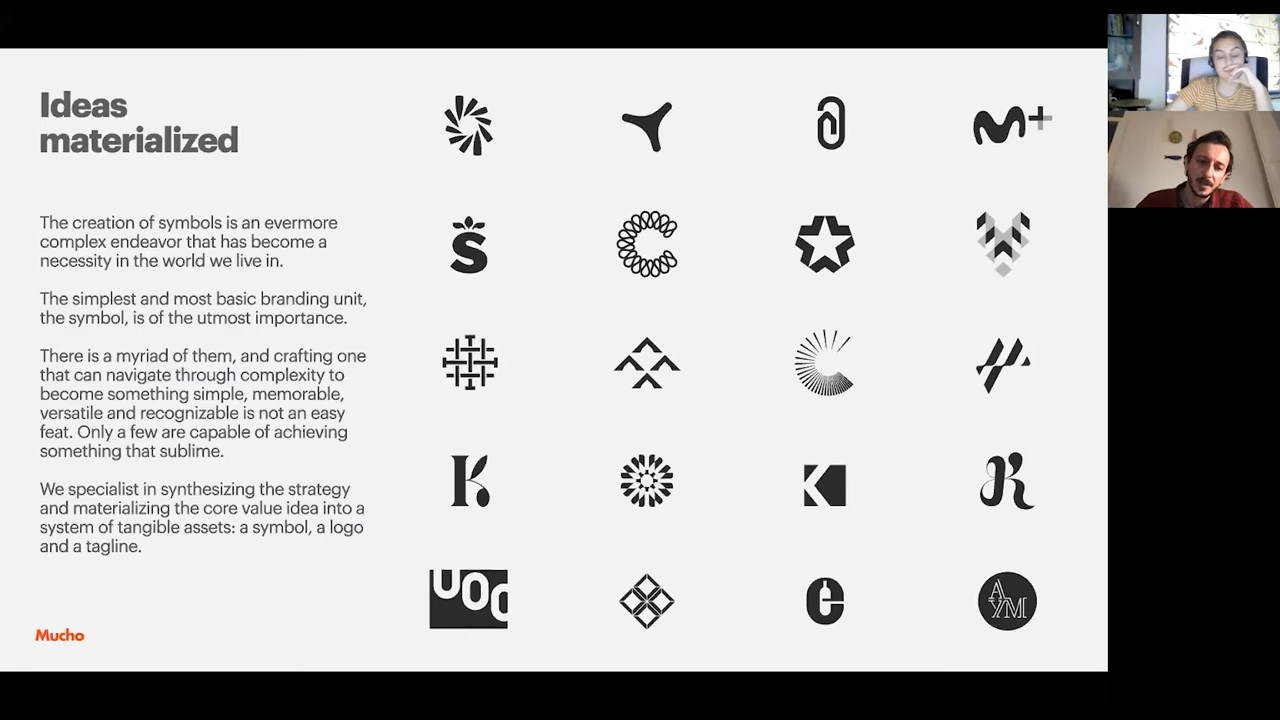 Ideas
materialized
The creation of symbols is an evermore
complex endeavor that has become a
necessity in the world we live in.
The simplest and most basic branding unit,
the symbol, is of the utmost importance.
There is a myriad of them, and crafting one
that can navigate through complexity to
become something simple, memorable,
versatile and recognizable is not an easy
feat. Only a few are capable of achieving
something that sublime.
We specialist in synthesizing the strategy
and materializing the core value idea into a
system of tangible assets: a symbol, a logo
and a tagline.
Mucho
M+
S
C
C
K
K
K
UOC
e
AYM